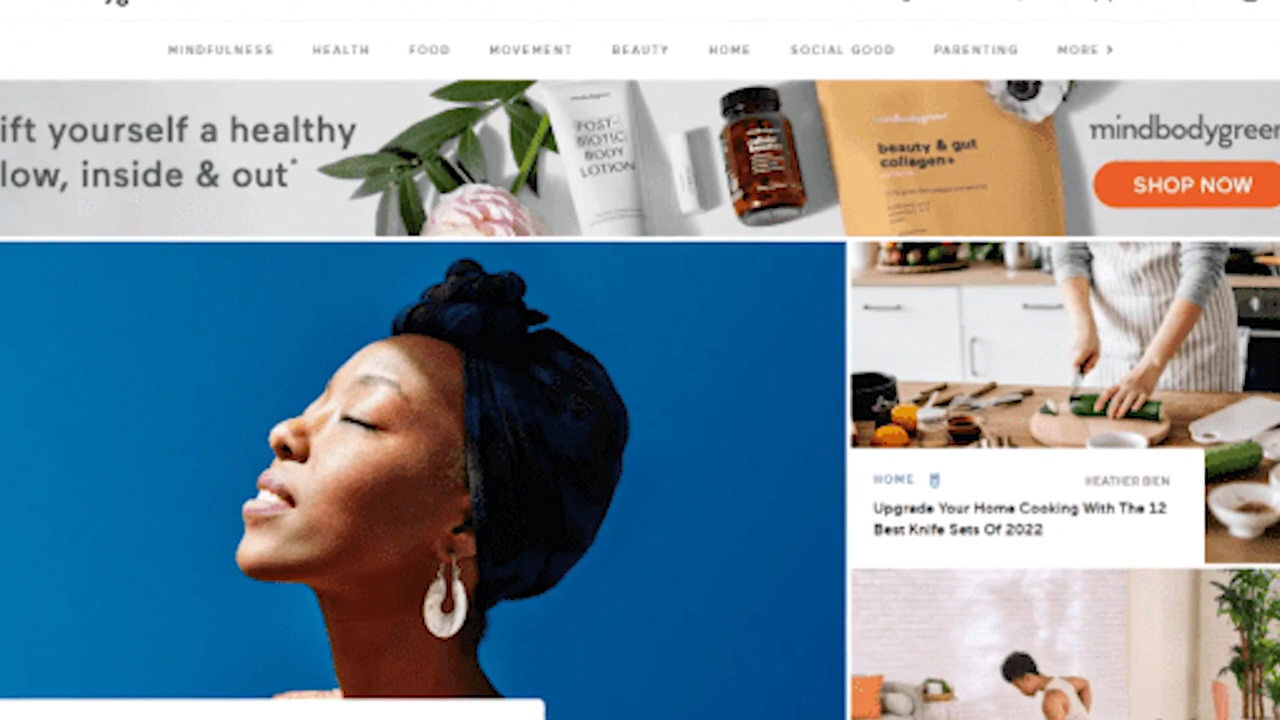 MINDFULNESS HEALTH FOOD MOVEMENT BEAUTY HOME SOCIAL GOOD PARENTING MORE
ift yourself a healthy
low, inside & out*
POST-
BIOTIC
BODY
LOTION
mindbodygreen
beauty & gut
collagen+
mindbodygreen
SHOP NOW
HOME HEATHER BIEN
Upgrade Your Home Cooking With The 12
Best Knife Sets Of 2022